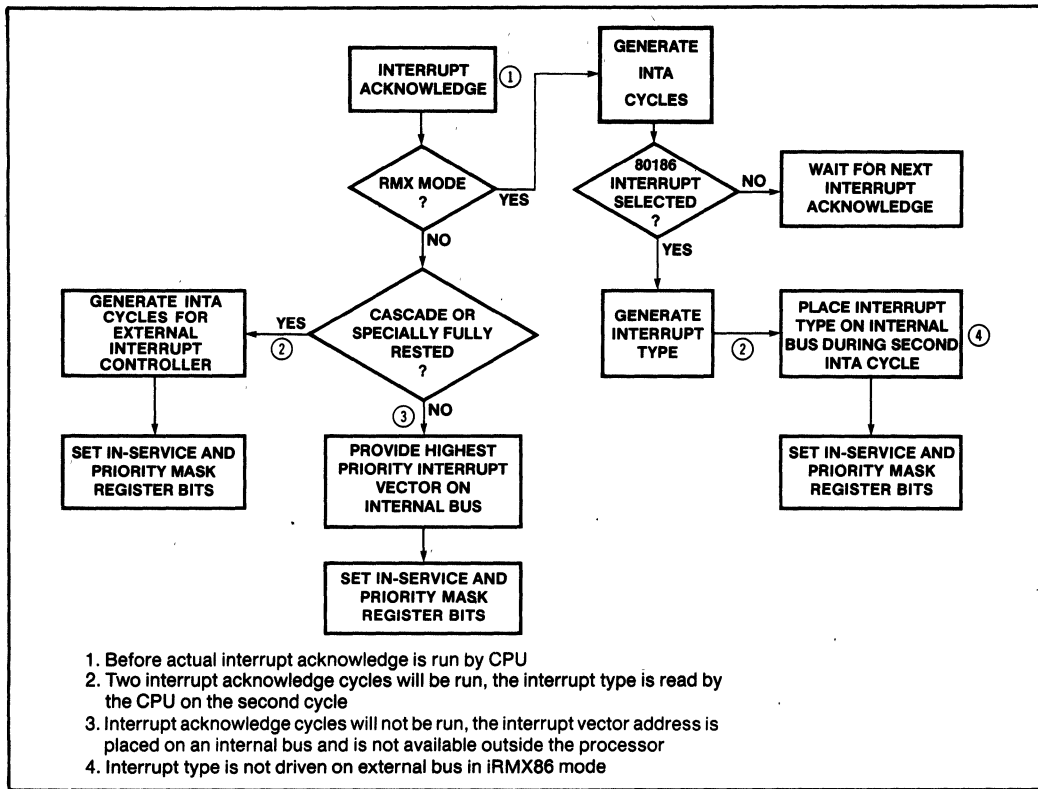 INTERRUPT
ACKNOWLEDGE
1
RMX MODE
?
YES
NO
GENERATE
INTA
CYCLES
80186
INTERRUPT
SELECTED
?
NO
WAIT FOR NEXT
INTERRUPT
ACKNOWLEDGE
YES
GENERATE
INTERRUPT
TYPE
2
PLACE INTERRUPT
TYPE ON INTERNAL
BUS DURING SECOND
INTA CYCLE
4
SET IN-SERVICE AND
PRIORITY MASK
REGISTER BITS
CASCADE OR
SPECIALLY FULLY
RESTED
?
YES
2
GENERATE INTA
CYCLES FOR
EXTERNAL
INTERRUPT
CONTROLLER
SET IN-SERVICE AND
PRIORITY MASK
REGISTER BITS
3
NO
PROVIDE HIGHEST
PRIORITY INTERRUPT
VECTOR ON
INTERNAL BUS
SET IN-SERVICE AND
PRIORITY MASK
REGISTER BITS
1. Before actual interrupt acknowledge is run by CPU
2. Two interrupt acknowledge cycles will be run, the interrupt type is read by
the CPU on the second cycle
3. Interrupt acknowledge cycles will not be run, the interrupt vector address is
placed on an internal bus and is not available outside the processor
4. Interrupt type is not driven on external bus in iRMX86 mode